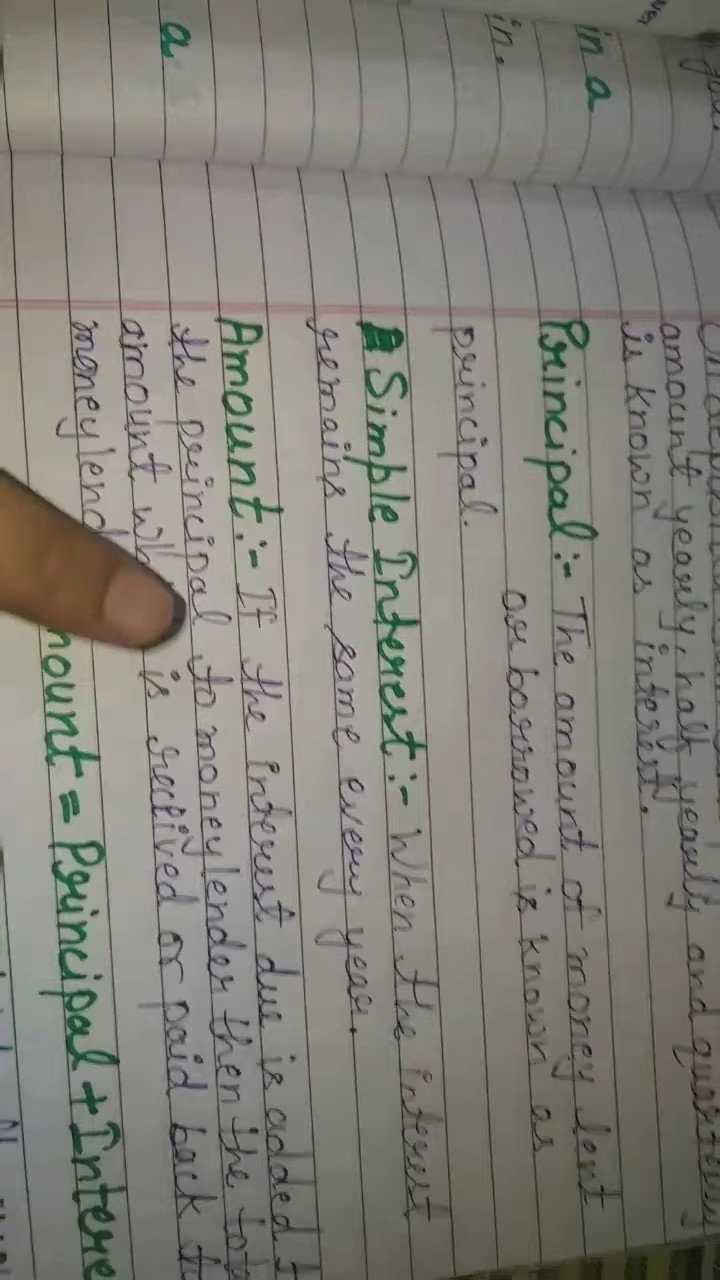 amount yearly, half yearly and quarterly
is known as interest.
Principal :- The amount of money lent
or borrowed is known as
principal.
Simple Interest :- When the interest
remains the same every year.
Amount :- If the interest due is added
the principal to moneylender then the
amount is received or paid back
mount = Principal + Intere
in a
in.
a